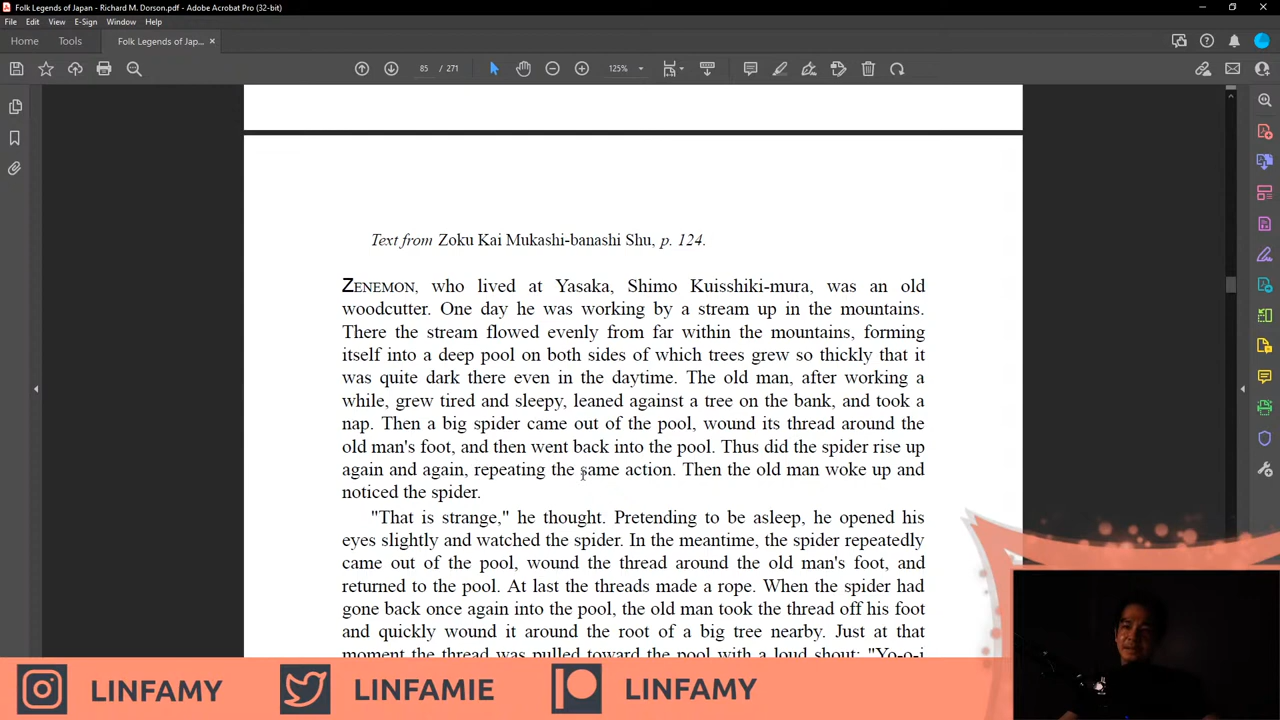 Folk Legends of Japan - Richard M. Dorson.pdf - Adobe Acrobat Pro (32-bit)
File Edit View E-Sign Window Help
Home Tools Folk Legends of Jap... ×
85 / 271 125%
Text from Zoku Kai Mukashi-banashi Shu, p. 124.
ZENEMON, who lived at Yasaka, Shimo Kuisshiki-mura, was an old
woodcutter. One day he was working by a stream up in the mountains.
There the stream flowed evenly from far within the mountains, forming
itself into a deep pool on both sides of which trees grew so thickly that it
was quite dark there even in the daytime. The old man, after working a
while, grew tired and sleepy, leaned against a tree on the bank, and took a
nap. Then a big spider came out of the pool, wound its thread around the
old man's foot, and then went back into the pool. Thus did the spider rise up
again and again, repeating the same action. Then the old man woke up and
noticed the spider.
"That is strange," he thought. Pretending to be asleep, he opened his
eyes slightly and watched the spider. In the meantime, the spider repeatedly
came out of the pool, wound the thread around the old man's foot, and
returned to the pool. At last the threads made a rope. When the spider had
gone back once again into the pool, the old man took the thread off his foot
and quickly wound it around the root of a big tree nearby. Just at that
moment the thread was pulled toward the pool with a loud shout: "Yo-o-i
LINFAMY LINFAMIE LINFAMY